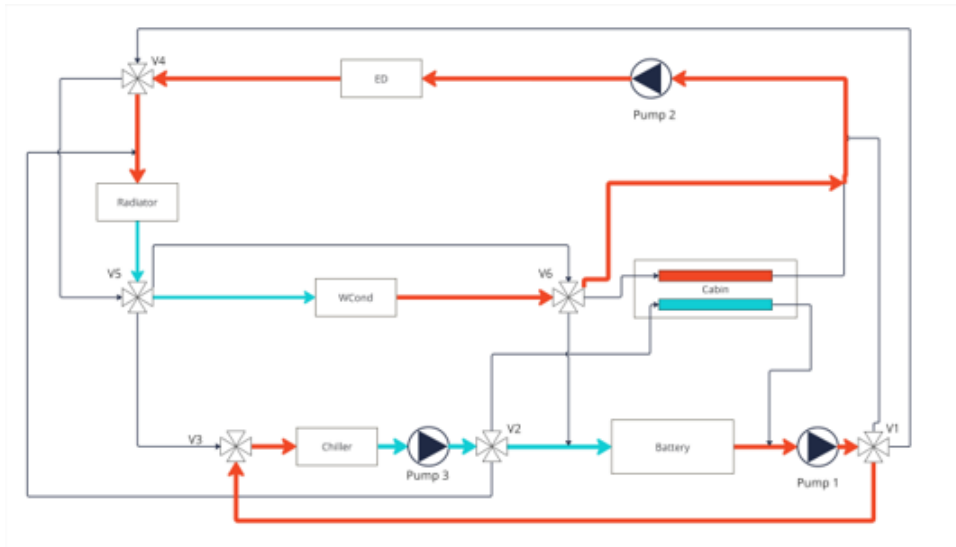 V4
ED
Pump 2
Radiator
V5
V6
WCond
Cabin
V3
Chiller
Pump 3
V2
Battery
Pump 1
V1